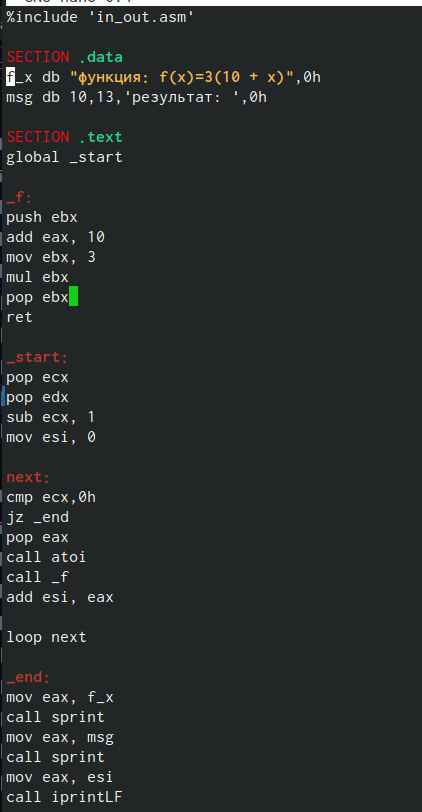 %include 'in_out.asm'
SECTION .data
f_x db "функция: f(x)=3(10 + x)",0h
msg db 10,13,'результат: ',0h
SECTION .text
global _start
_f:
push ebx
add eax, 10
mov ebx, 3
mul ebx
pop ebx
ret
_start:
pop ecx
pop edx
sub ecx, 1
mov esi, 0
next:
cmp ecx,0h
jz _end
pop eax
call atoi
call _f
add esi, eax
loop next
_end:
mov eax, f_x
call sprint
mov eax, msg
call sprint
mov eax, esi
call iprintLF